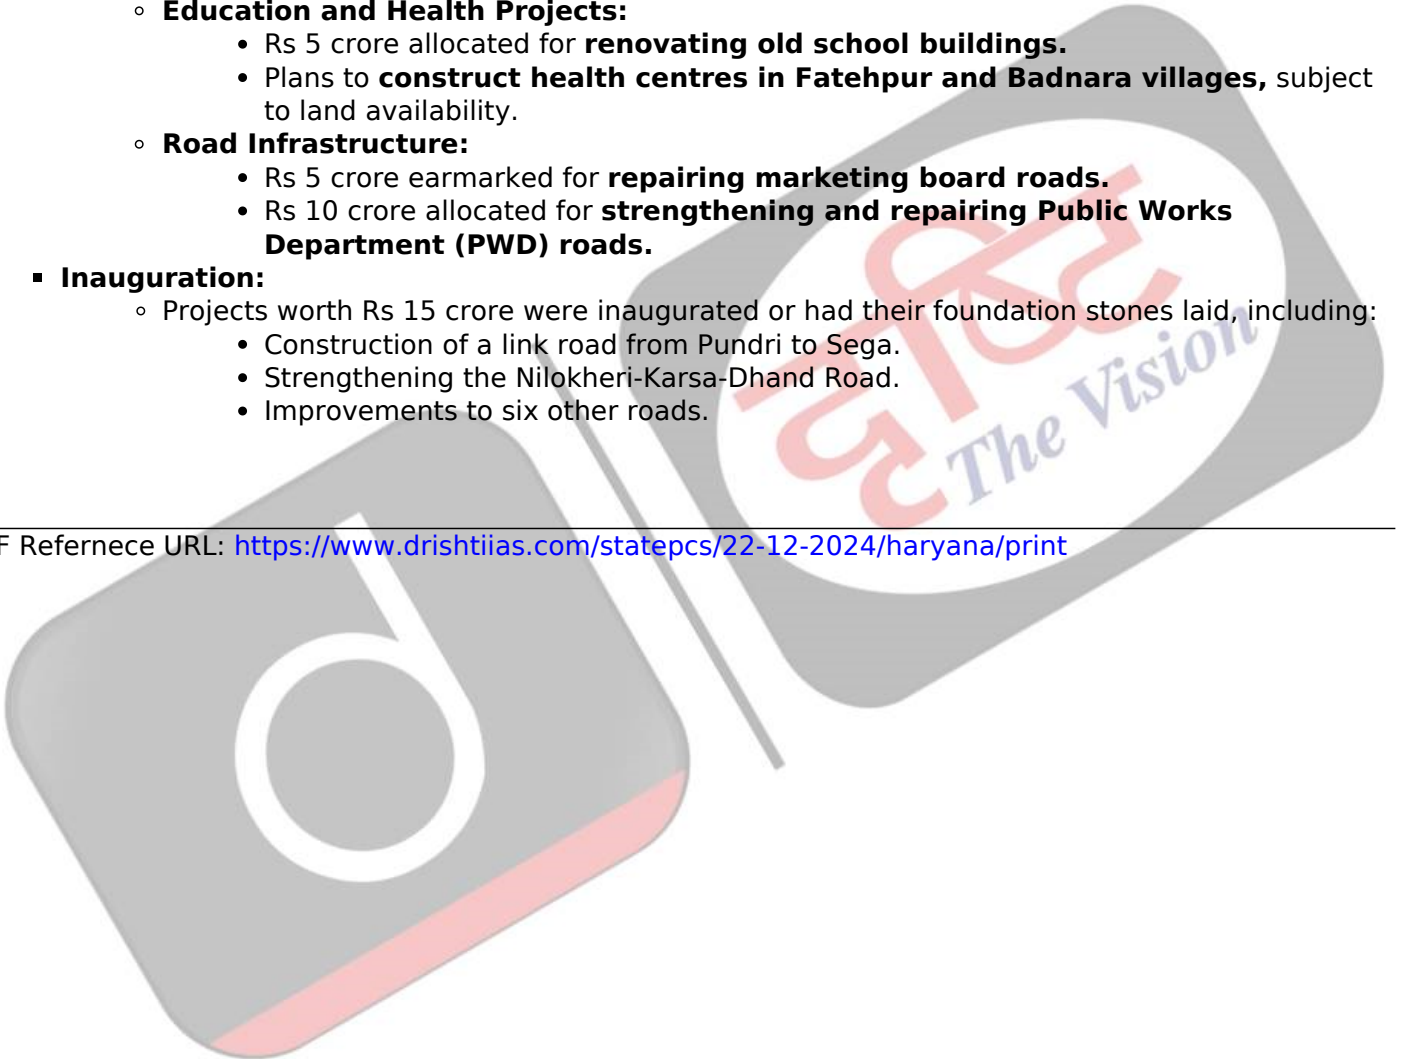 Education and Health Projects:
Rs 5 crore allocated for renovating old school buildings.
Plans to construct health centres in Fatehpur and Badnara villages, subject
to land availability.
Road Infrastructure:
Rs 5 crore earmarked for repairing marketing board roads.
Rs 10 crore allocated for strengthening and repairing Public Works
Department (PWD) roads.
Inauguration:
Projects worth Rs 15 crore were inaugurated or had their foundation stones laid, including:
Construction of a link road from Pundri to Sega.
Strengthening the Nilokheri-Karsa-Dhand Road.
Improvements to six other roads.
दृष्टि
The Vision
F Refernece URL: https://www.drishtiias.com/statepcs/22-12-2024/haryana/print
d